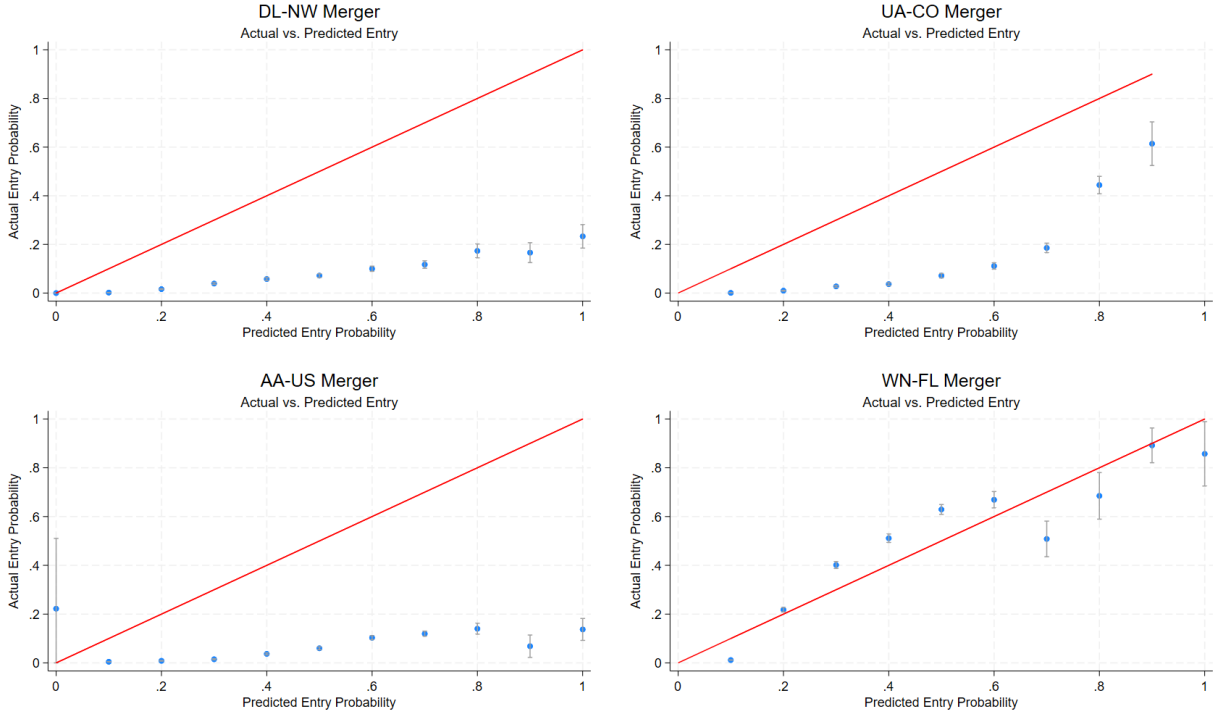 DL-NW Merger
Actual vs. Predicted Entry
Actual Entry Probability
1
.8
.6
.4
.2
0
0 .2 .4 .6 .8 1
Predicted Entry Probability
UA-CO Merger
Actual vs. Predicted Entry
Actual Entry Probability
1
.8
.6
.4
.2
0
0 .2 .4 .6 .8 1
Predicted Entry Probability
AA-US Merger
Actual vs. Predicted Entry
Actual Entry Probability
1
.8
.6
.4
.2
0
0 .2 .4 .6 .8 1
Predicted Entry Probability
WN-FL Merger
Actual vs. Predicted Entry
Actual Entry Probability
1
.8
.6
.4
.2
0
0 .2 .4 .6 .8 1
Predicted Entry Probability